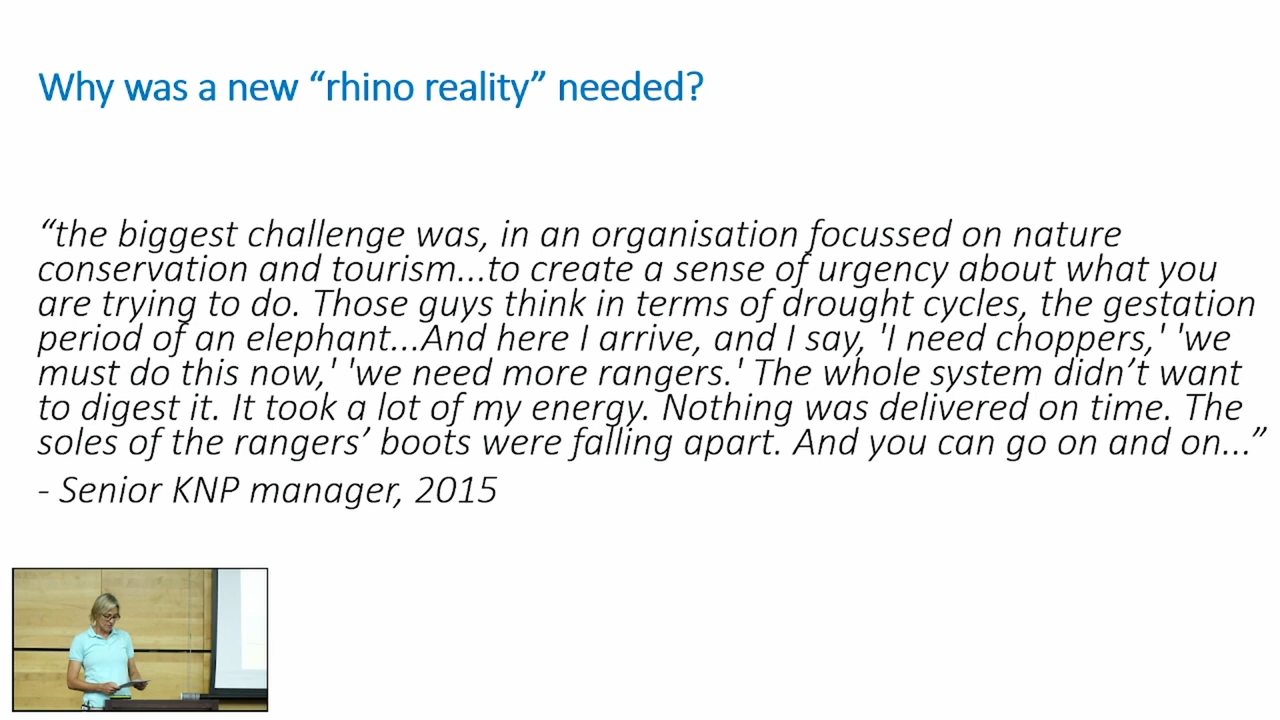 Why was a new “rhino reality” needed?
“the biggest challenge was, in an organisation focussed on nature
conservation and tourism...to create a sense of urgency about what you
are trying to do. Those guys think in terms of drought cycles, the gestation
period of an elephant...And here I arrive, and I say, 'I need choppers,' 'we
must do this now,' 'we need more rangers.' The whole system didn’t want
to digest it. It took a lot of my energy. Nothing was delivered on time. The
soles of the rangers’ boots were falling apart. And you can go on and on...”
- Senior KNP manager, 2015